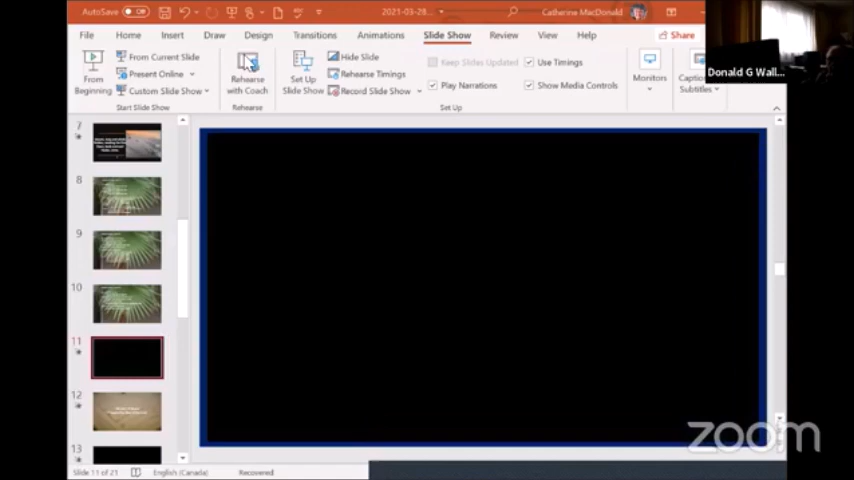 AutoSave Off 2021-03-28... Catherine MacDonald
File Home Insert Draw Design Transitions Animations Slide Show Review View Help Share
From Beginning
From Current Slide
Present Online
Custom Slide Show
Start Slide Show
Rehearse with Coach
Rehearse
Set Up Slide Show
Hide Slide
Rehearse Timings
Record Slide Show
Keep Slides Updated
Play Narrations
Use Timings
Show Media Controls
Set Up
Monitors
Subtitles
Donald G Wall...
7
8
9
10
11
12
13
zoom
Slide 11 of 21 English (Canada) Recovered